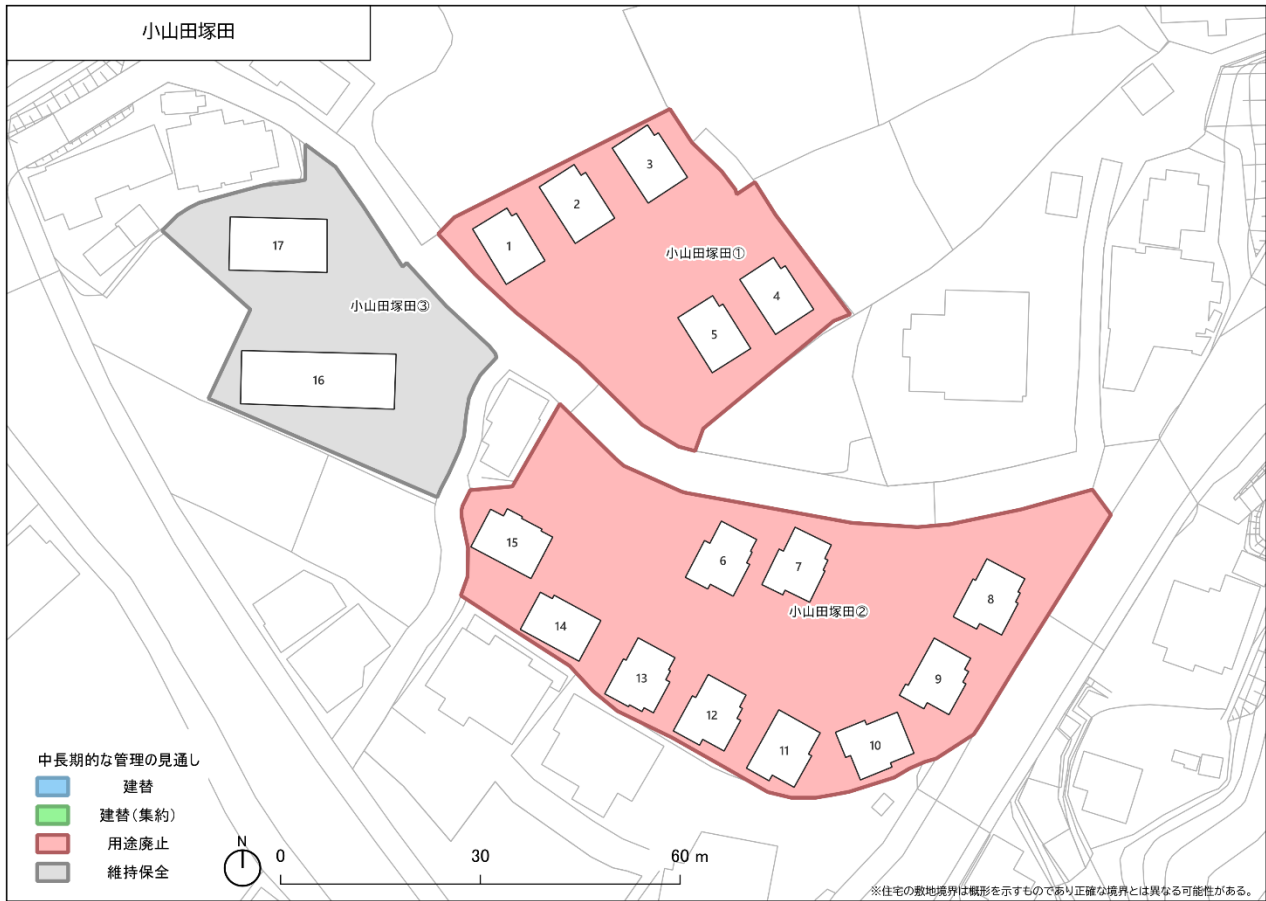 小山田塚田
3
2
1
17
小山田塚田①
4
小山田塚田③
5
16
15
6
7
8
小山田塚田②
14
13
9
12
11
10
中長期的な管理の見通し
建替
建替(集約)
用途廃止
維持保全
N
0 30 60 m
※住宅の敷地境界は概形を示すものであり正確な境界とは異なる可能性がある。